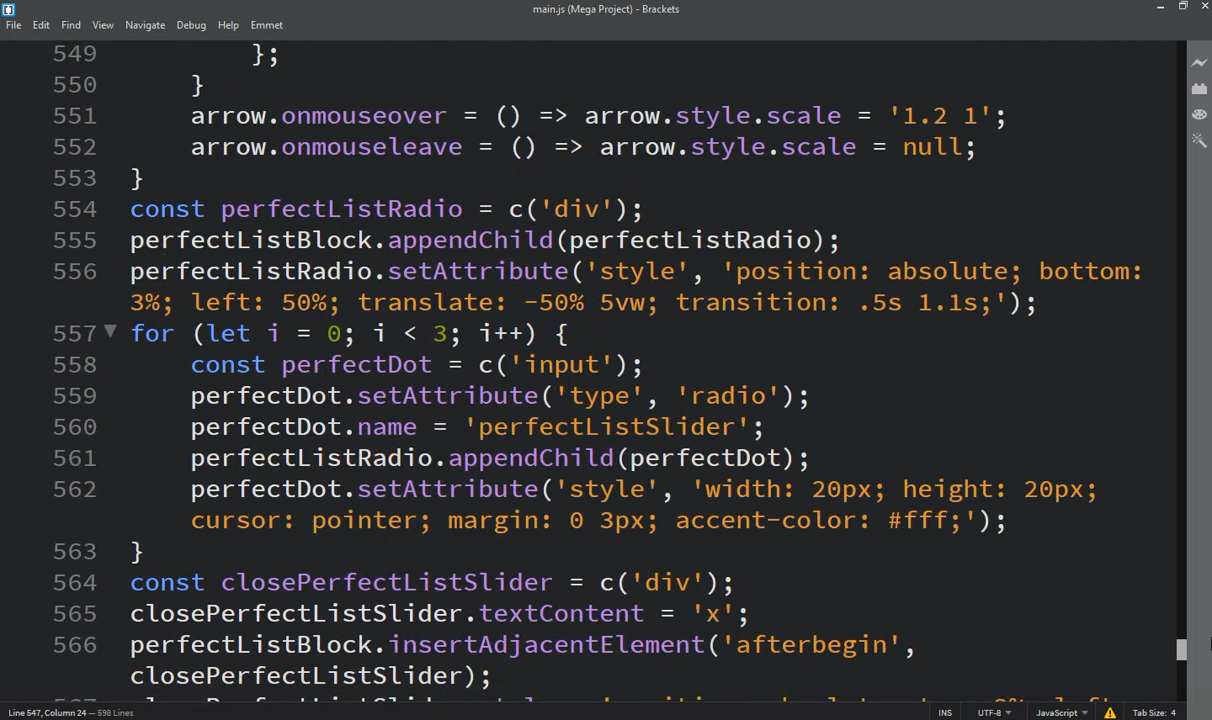 main.js (Mega Project) - Brackets
File Edit Find View Navigate Debug Help Emmet
549 };
550 }
551 arrow.onmouseover = () => arrow.style.scale = '1.2 1';
552 arrow.onmouseleave = () => arrow.style.scale = null;
553 }
554 const perfectListRadio = c('div');
555 perfectListBlock.appendChild(perfectListRadio);
556 perfectListRadio.setAttribute('style', 'position: absolute; bottom:
3%; left: 50%; translate: -50% 5vw; transition: .5s 1.1s;');
557 for (let i = 0; i < 3; i++) {
558 const perfectDot = c('input');
559 perfectDot.setAttribute('type', 'radio');
560 perfectDot.name = 'perfectListSlider';
561 perfectListRadio.appendChild(perfectDot);
562 perfectDot.setAttribute('style', 'width: 20px; height: 20px;
cursor: pointer; margin: 0 3px; accent-color: #fff;');
563 }
564 const closePerfectListSlider = c('div');
565 closePerfectListSlider.textContent = 'x';
566 perfectListBlock.insertAdjacentElement('afterbegin',
closePerfectListSlider);
Line 547, Column 24 — 598 Lines INS UTF-8 JavaScript Tab Size: 4